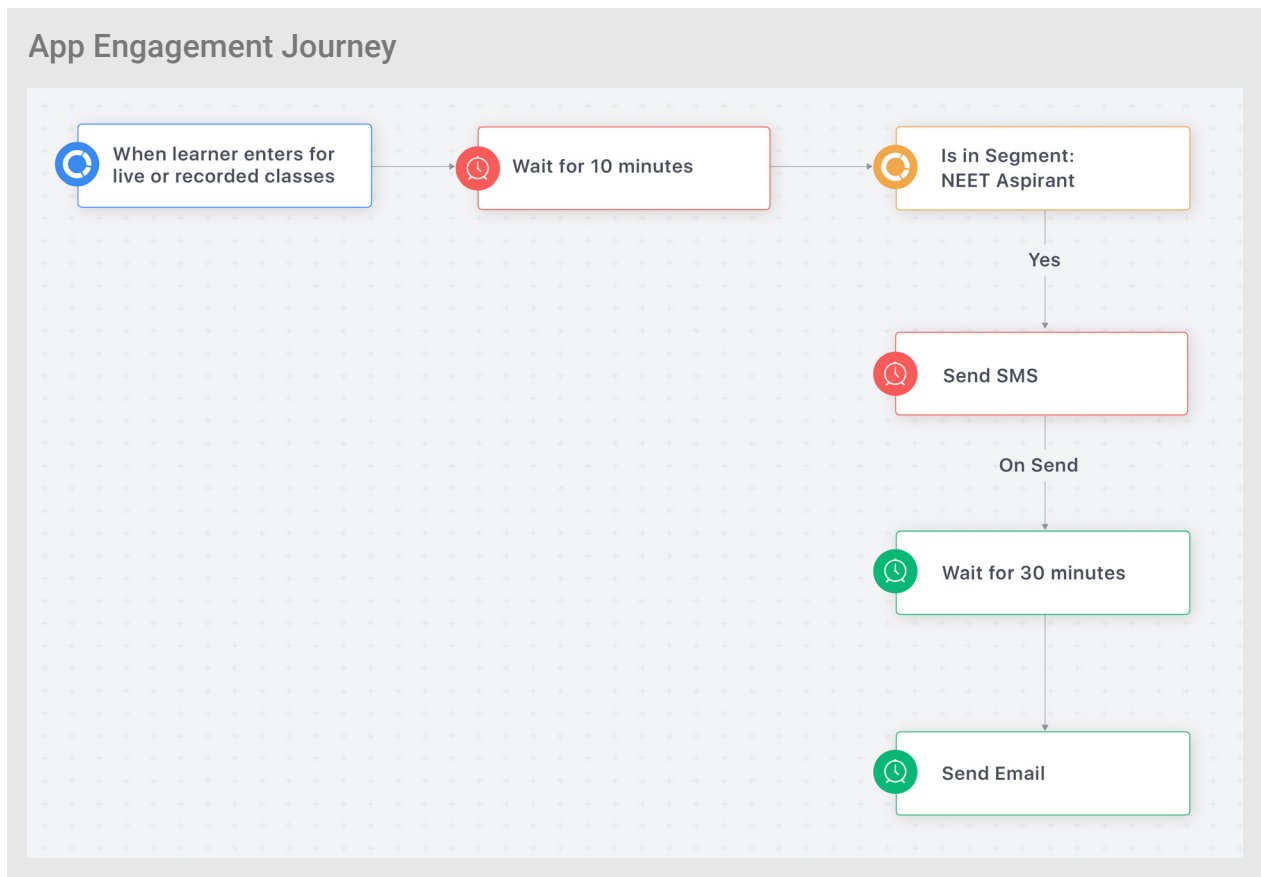 App Engagement Journey
When learner enters for
live or recorded classes
Wait for 10 minutes
Is in Segment:
NEET Aspirant
Yes
Send SMS
On Send
Wait for 30 minutes
Send Email